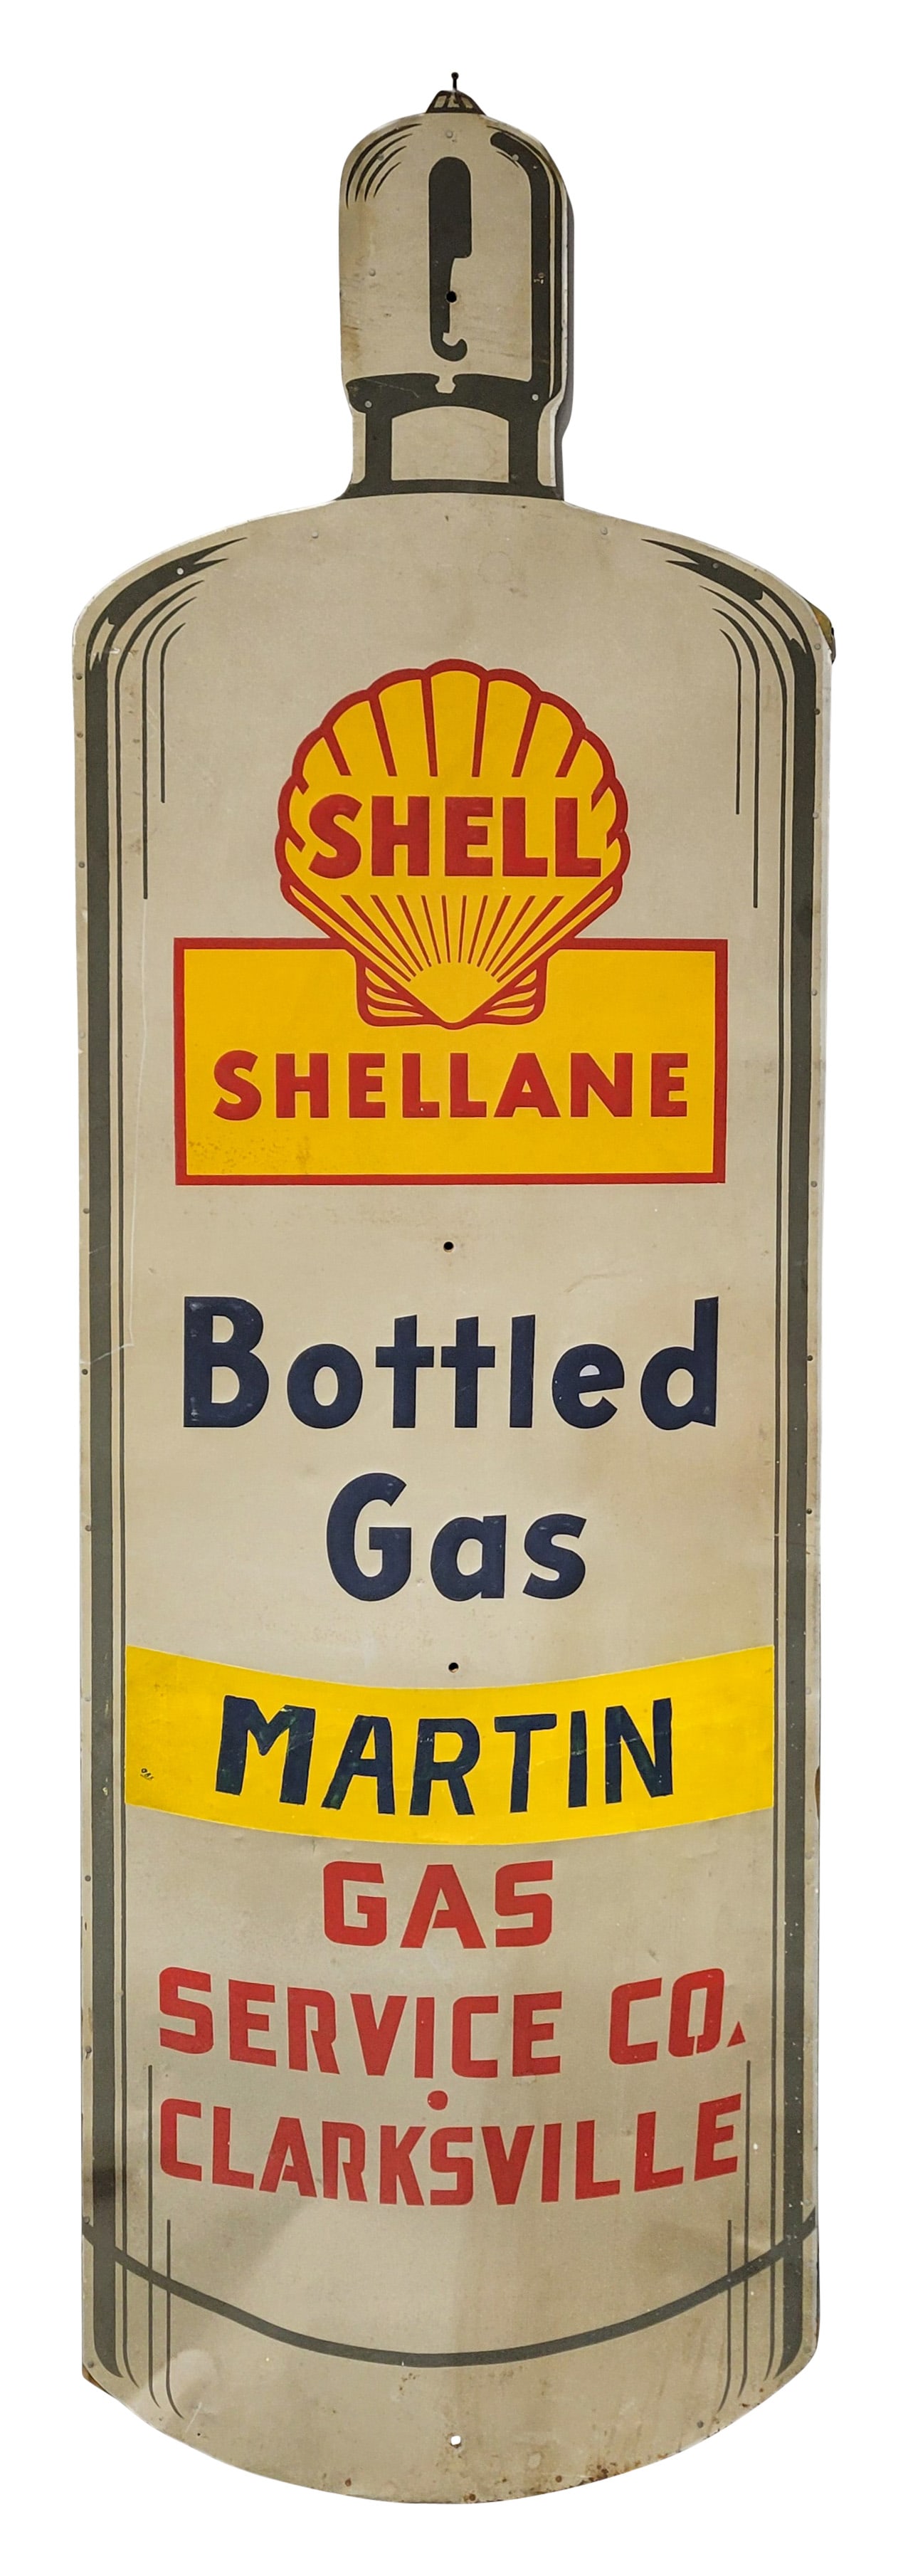 SHELL
SHELLANE
Bottled
Gas
MARTIN
GAS
SERVICE CO.
CLARKSVILLE